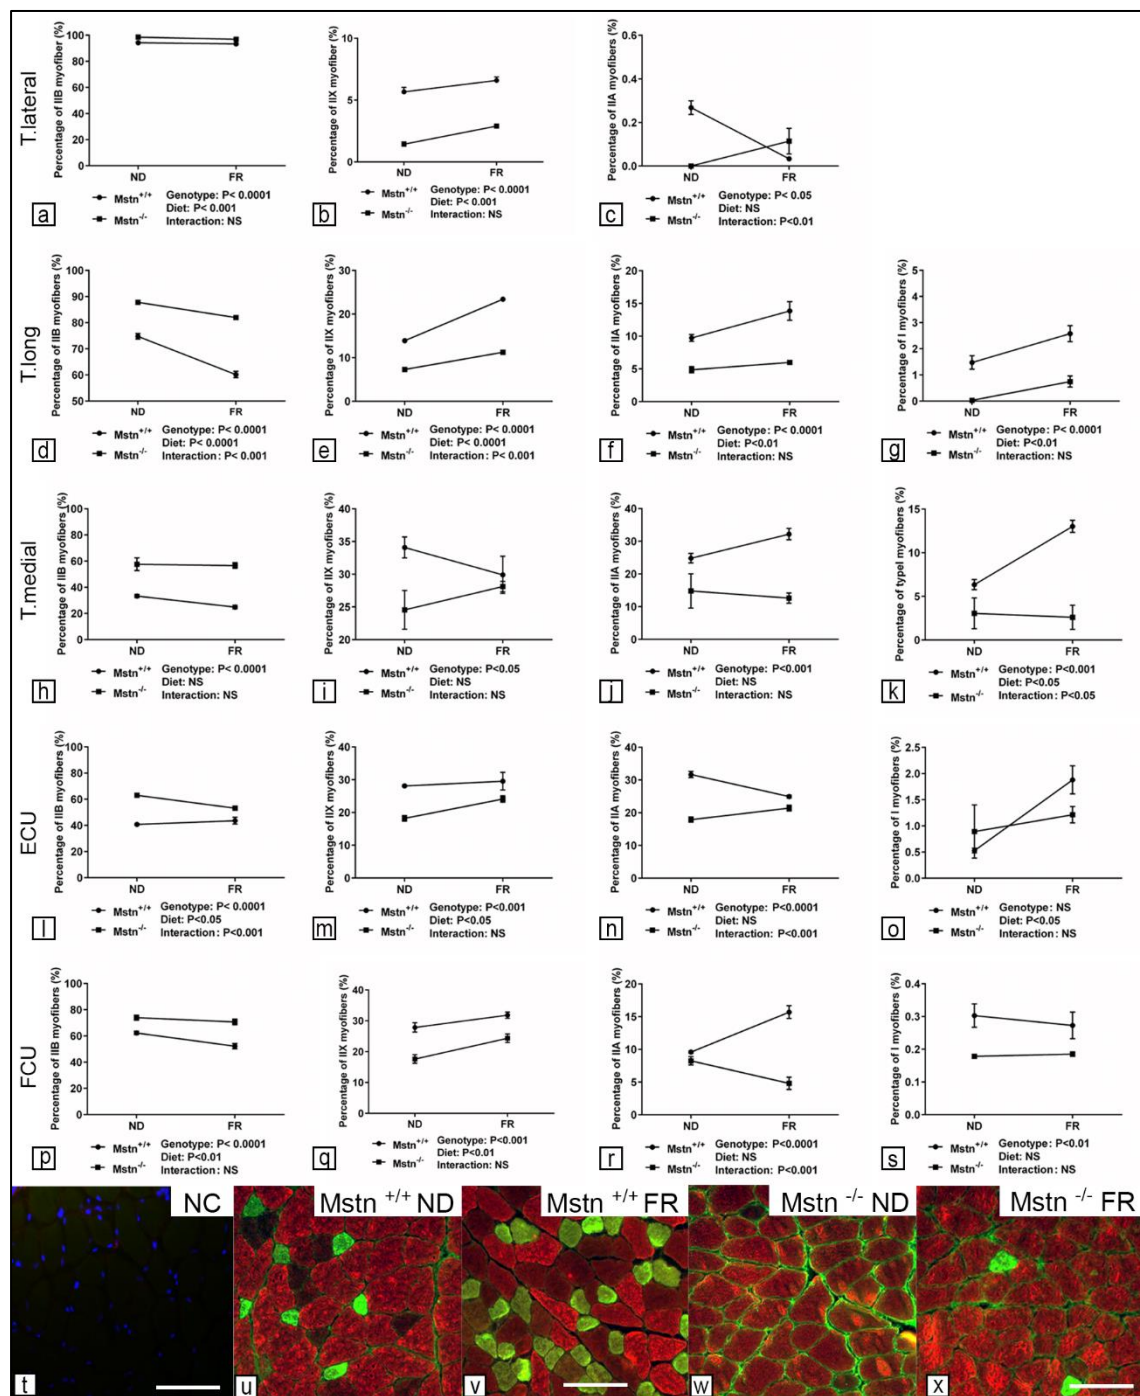 T.lateral
Percentage of IIB myofiber (%)
100
80
60
40
20
0
ND FR
Mstn+/+
Mstn-/-
Genotype: P< 0.0001
Diet: P< 0.001
Interaction: NS
a
Percentage of IIX myofiber (%)
10
5
0
ND FR
Mstn+/+
Mstn-/-
Genotype: P< 0.0001
Diet: P< 0.001
Interaction: NS
b
Percentage of IIA myofibers (%)
0.6
0.4
0.2
0.0
ND FR
Mstn+/+
Mstn-/-
Genotype: P< 0.05
Diet: NS
Interaction: P<0.01
c
T.long
Percentage of IIB myofibers (%)
100
90
80
70
60
50
ND FR
Mstn+/+
Mstn-/-
Genotype: P< 0.0001
Diet: P< 0.0001
Interaction: P< 0.001
d
Percentage of IIX myofibers (%)
30
20
10
0
ND FR
Mstn+/+
Mstn-/-
Genotype: P< 0.0001
Diet: P< 0.0001
Interaction: P< 0.001
e
Percentage of IIA myofibers (%)
20
15
10
5
0
ND FR
Mstn+/+
Mstn-/-
Genotype: P< 0.0001
Diet: P<0.01
Interaction: NS
f
Percentage of I myofibers (%)
5
4
3
2
1
0
ND FR
Mstn+/+
Mstn-/-
Genotype: P< 0.0001
Diet: P<0.01
Interaction: NS
g
T.medial
Percentage of IIB myofibers (%)
100
80
60
40
20
0
ND FR
Mstn+/+
Mstn-/-
Genotype: P< 0.0001
Diet: NS
Interaction: NS
h
Percentage of IIX myofibers (%)
40
35
30
25
20
ND FR
Mstn+/+
Mstn-/-
Genotype: P<0.05
Diet: NS
Interaction: NS
i
Percentage of IIA myofibers (%)
40
30
20
10
0
ND FR
Mstn+/+
Mstn-/-
Genotype: P<0.001
Diet: NS
Interaction: NS
j
Percentage of typeI myofibers (%)
15
10
5
0
ND FR
Mstn+/+
Mstn-/-
Genotype: P<0.001
Diet: P<0.05
Interaction: P<0.05
k
ECU
Percentage of IIB myofibers (%)
100
80
60
40
20
0
ND FR
Mstn+/+
Mstn-/-
Genotype: P< 0.0001
Diet: P<0.05
Interaction: P<0.001
l
Percentage of IIX myofibers (%)
40
30
20
10
0
ND FR
Mstn+/+
Mstn-/-
Genotype: P<0.001
Diet: P<0.05
Interaction: NS
m
Percentage of IIA myofibers (%)
40
30
20
10
0
ND FR
Mstn+/+
Mstn-/-
Genotype: P<0.0001
Diet: NS
Interaction: P<0.001
n
Percentage of I myofibers (%)
2.5
2.0
1.5
1.0
0.5
0.0
ND FR
Mstn+/+
Mstn-/-
Genotype: NS
Diet: P<0.05
Interaction: NS
o
FCU
Percentage of IIB myofibers (%)
100
80
60
40
20
0
ND FR
Mstn+/+
Mstn-/-
Genotype: P< 0.0001
Diet: P<0.01
Interaction: NS
p
Percentage of IIX myofibers (%)
40
30
20
10
0
ND FR
Mstn+/+
Mstn-/-
Genotype: P<0.001
Diet: P<0.01
Interaction: NS
q
Percentage of IIA myofibers (%)
20
15
10
5
0
ND FR
Mstn+/+
Mstn-/-
Genotype: P<0.0001
Diet: NS
Interaction: P<0.001
r
Percentage of I myofibers (%)
0.4
0.3
0.2
0.1
0.0
ND FR
Mstn+/+
Mstn-/-
Genotype: P<0.01
Diet: NS
Interaction: NS
s
NC
t
Mstn +/+ ND
u
Mstn +/+ FR
v
Mstn -/- ND
w
Mstn -/- FR
x